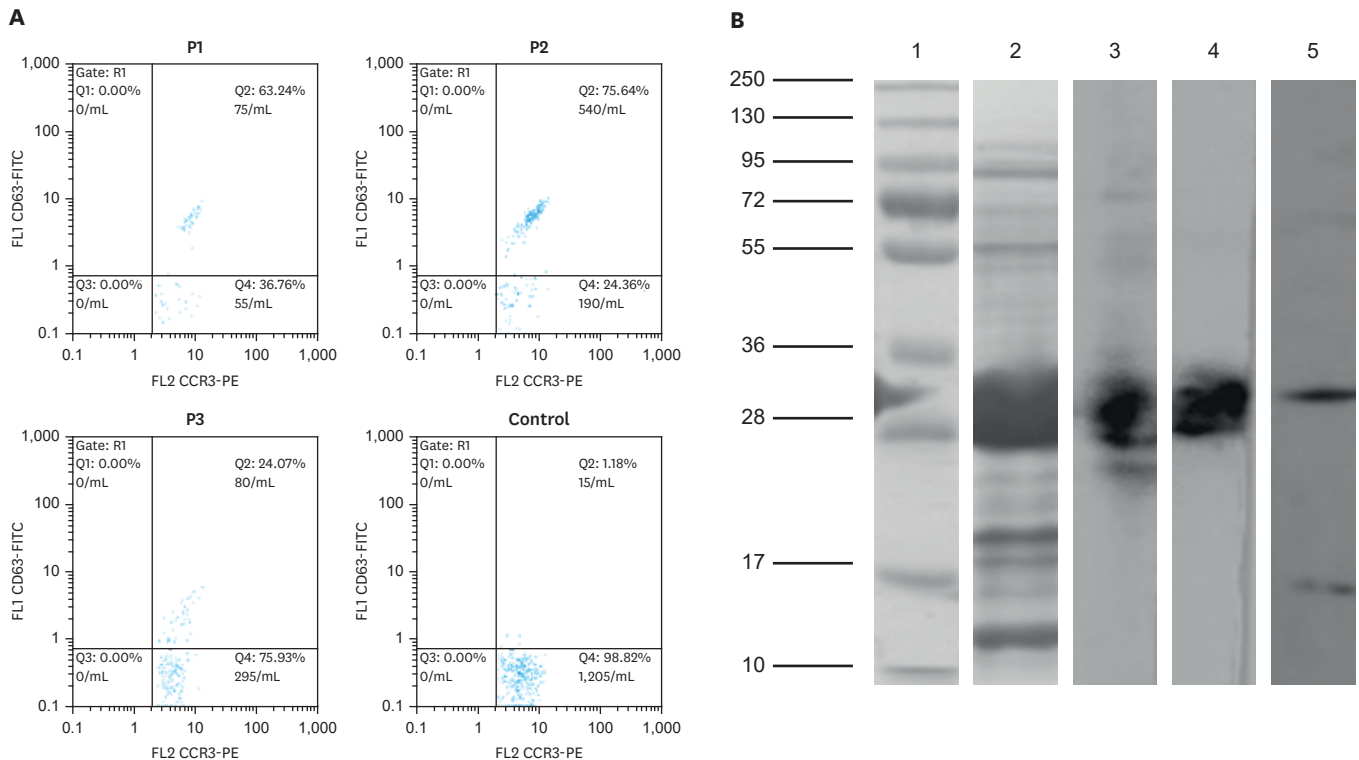 A
P1
1,000
100
10
1
0.1
FL1 CD63-FITC
Gate: R1
Q1: 0.00%
0/mL
Q2: 63.24%
75/mL
Q3: 0.00%
0/mL
Q4: 36.76%
55/mL
0.1 1 10 100 1,000
FL2 CCR3-PE
P2
1,000
100
10
1
0.1
FL1 CD63-FITC
Gate: R1
Q1: 0.00%
0/mL
Q2: 75.64%
540/mL
Q3: 0.00%
0/mL
Q4: 24.36%
190/mL
0.1 1 10 100 1,000
FL2 CCR3-PE
P3
1,000
100
10
1
0.1
FL1 CD63-FITC
Gate: R1
Q1: 0.00%
0/mL
Q2: 24.07%
80/mL
Q3: 0.00%
0/mL
Q4: 75.93%
295/mL
0.1 1 10 100 1,000
FL2 CCR3-PE
Control
1,000
100
10
1
0.1
FL1 CD63-FITC
Gate: R1
Q1: 0.00%
0/mL
Q2: 1.18%
15/mL
Q3: 0.00%
0/mL
Q4: 98.82%
1,205/mL
0.1 1 10 100 1,000
FL2 CCR3-PE
B
1 2 3 4 5
250
130
95
72
55
36
28
17
10